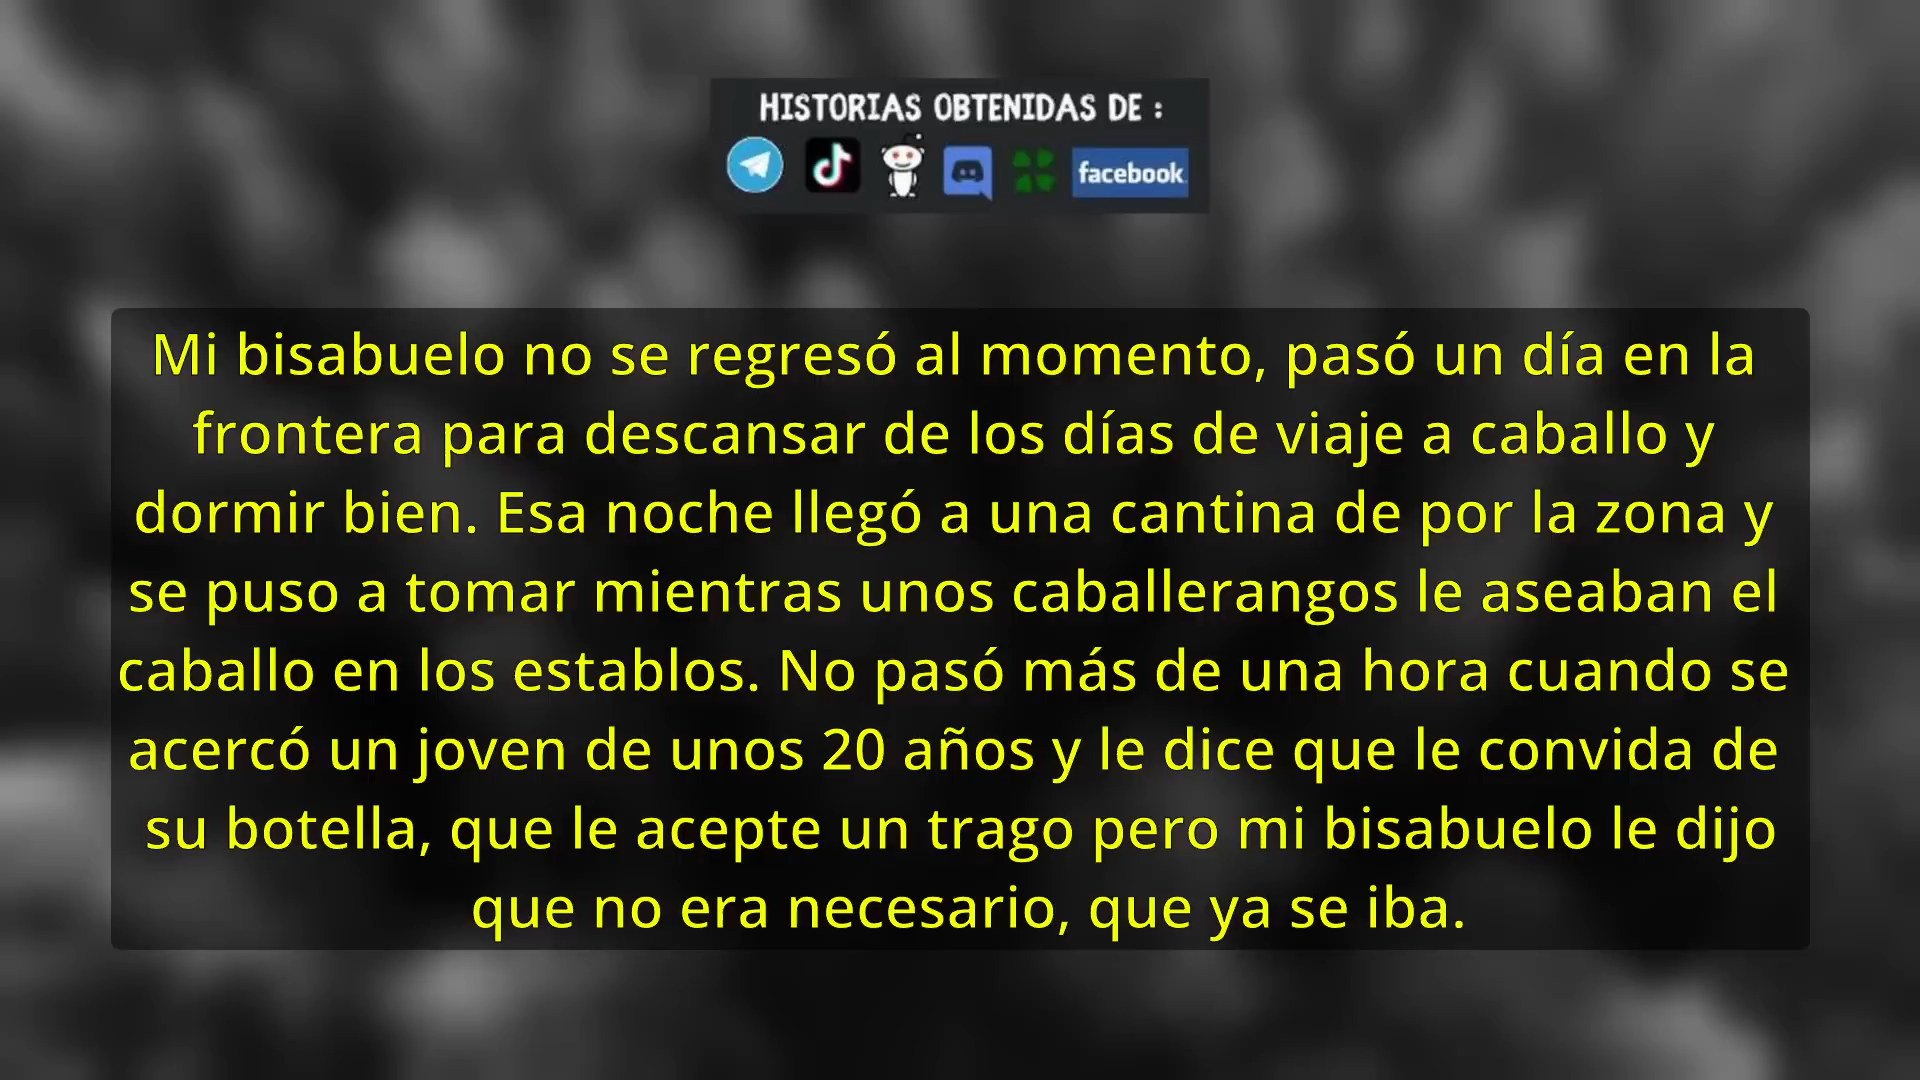 HISTORIAS OBTENIDAS DE :
facebook
Mi bisabuelo no se regresó al momento, pasó un día en la
frontera para descansar de los días de viaje a caballo y
dormir bien. Esa noche llegó a una cantina de por la zona y
se puso a tomar mientras unos caballerangos le aseaban el
caballo en los establos. No pasó más de una hora cuando se
acercó un joven de unos 20 años y le dice que le convida de
su botella, que le acepte un trago pero mi bisabuelo le dijo
que no era necesario, que ya se iba.